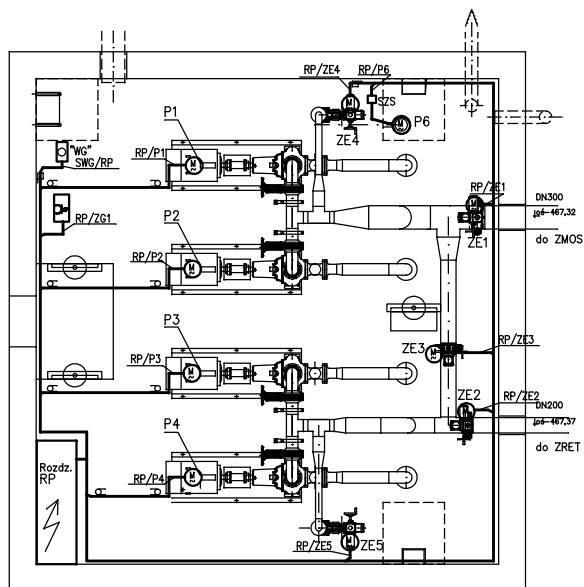 RP/ZE4
RP/P6
P1
SZS
P6
"WG"
RP/P1
ZE4
SWG/RP
RP/ZE1
DN300
P2
467,32
RP/ZG1
ZE1
RP/P2
do ZMOS
P3
ZE3
RP/ZE3
RP/P3
ZE2
RP/ZE2
DN200
467,37
P4
do ZRET
Rozdz.
RP
RP/P4
ZE5
RP/ZE5